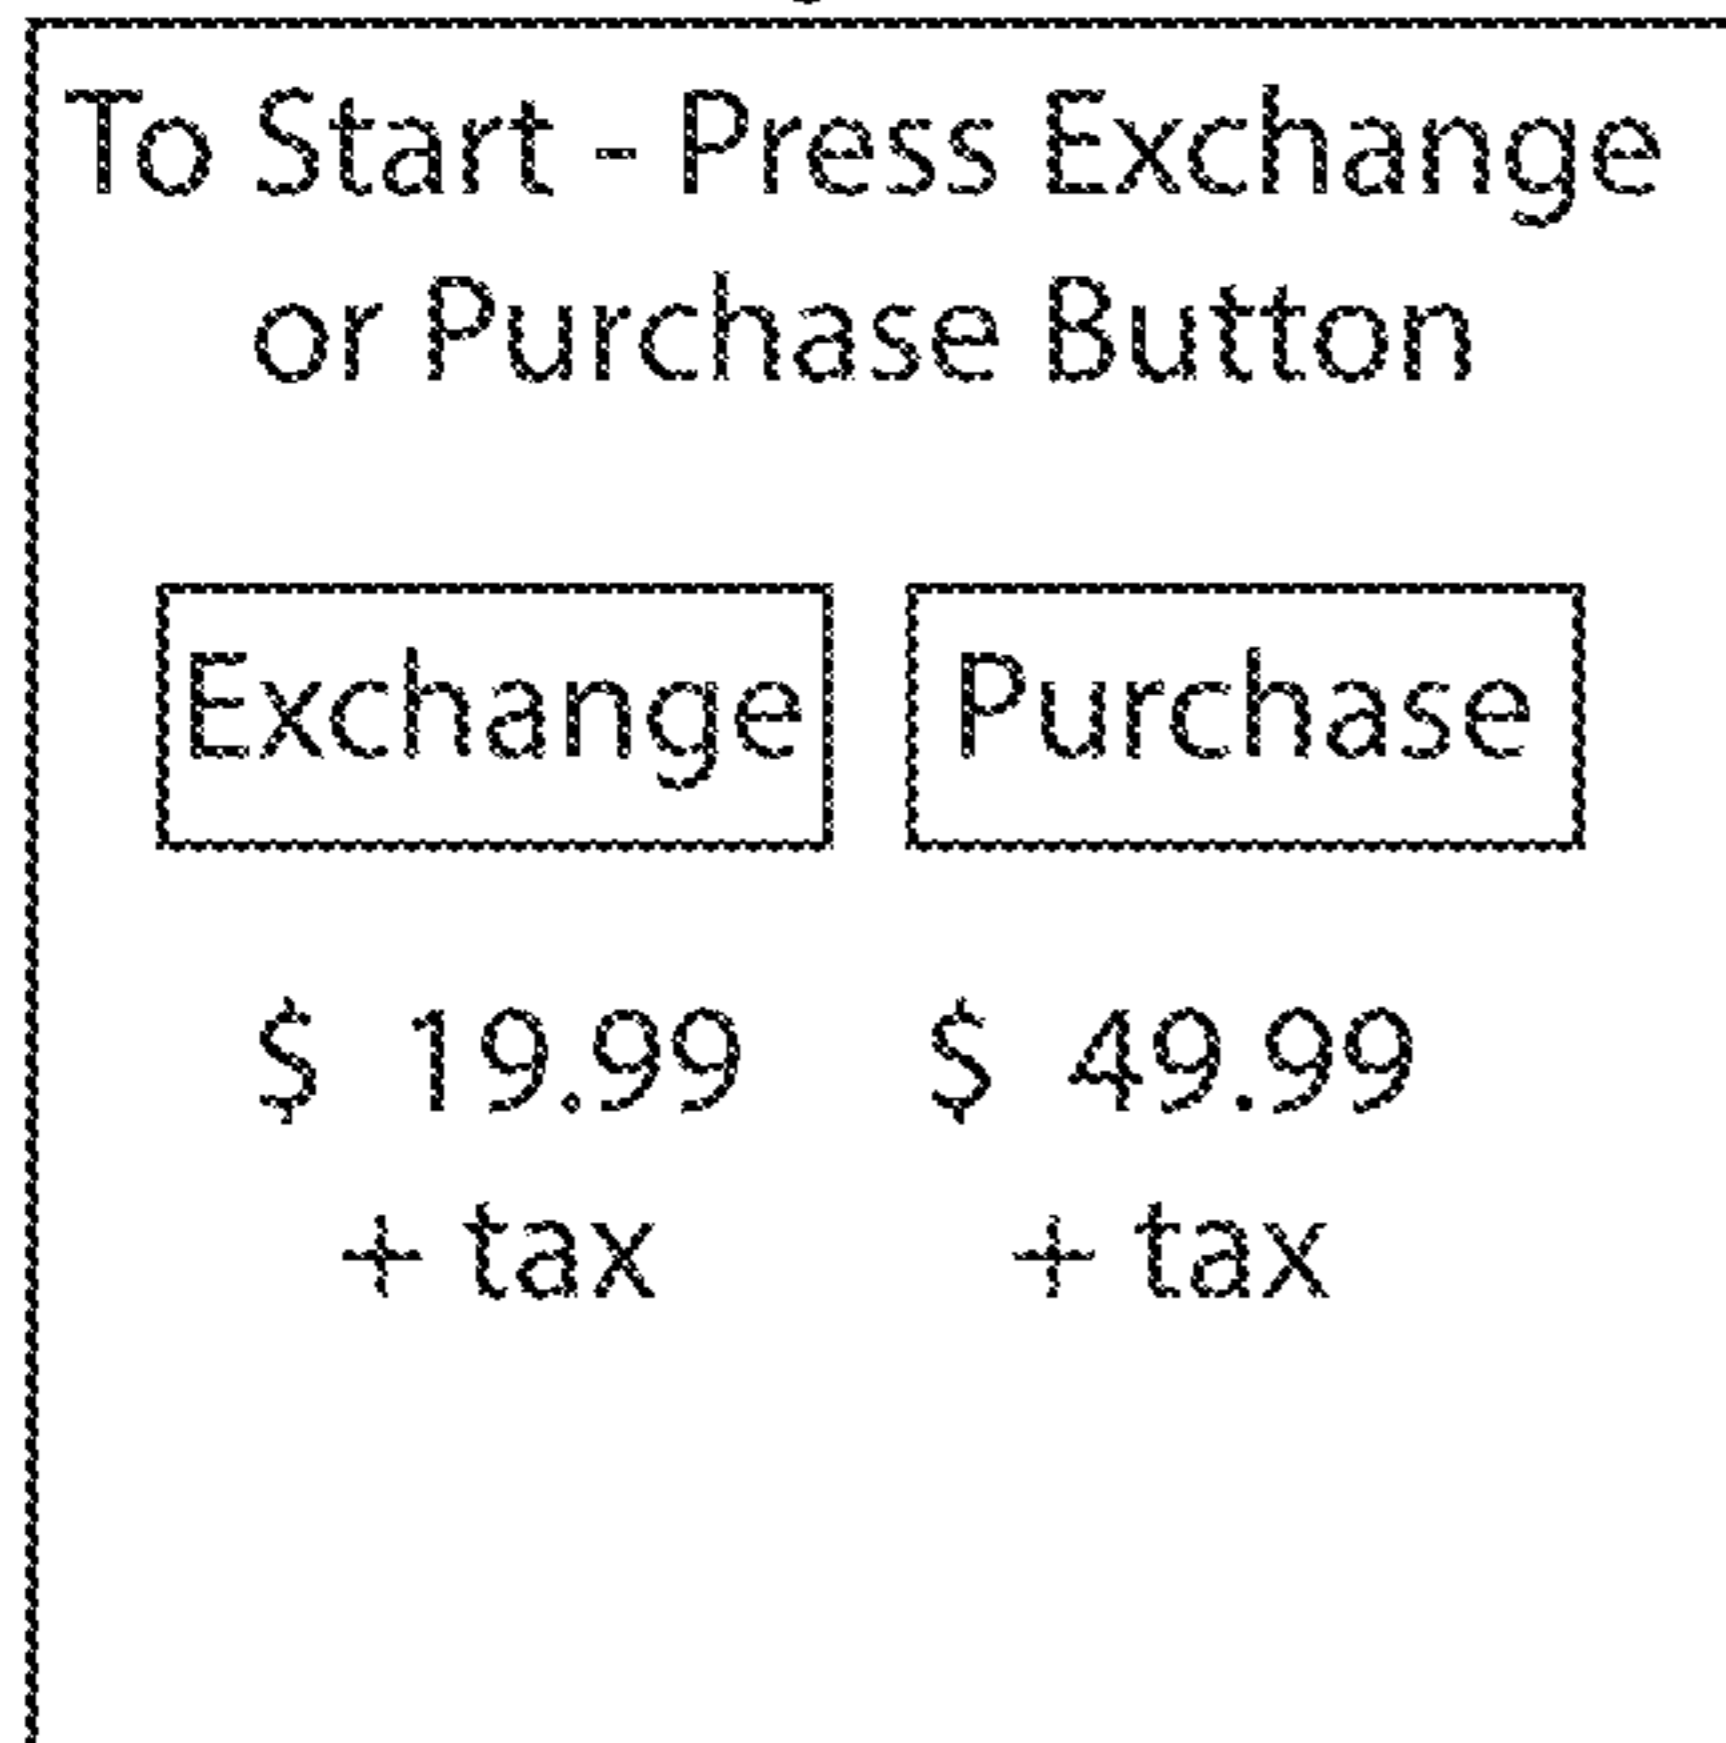 To Start - Press Exchange
or Purchase Button
Exchange Purchase
$ 19.99 $ 49.99
+ tax + tax